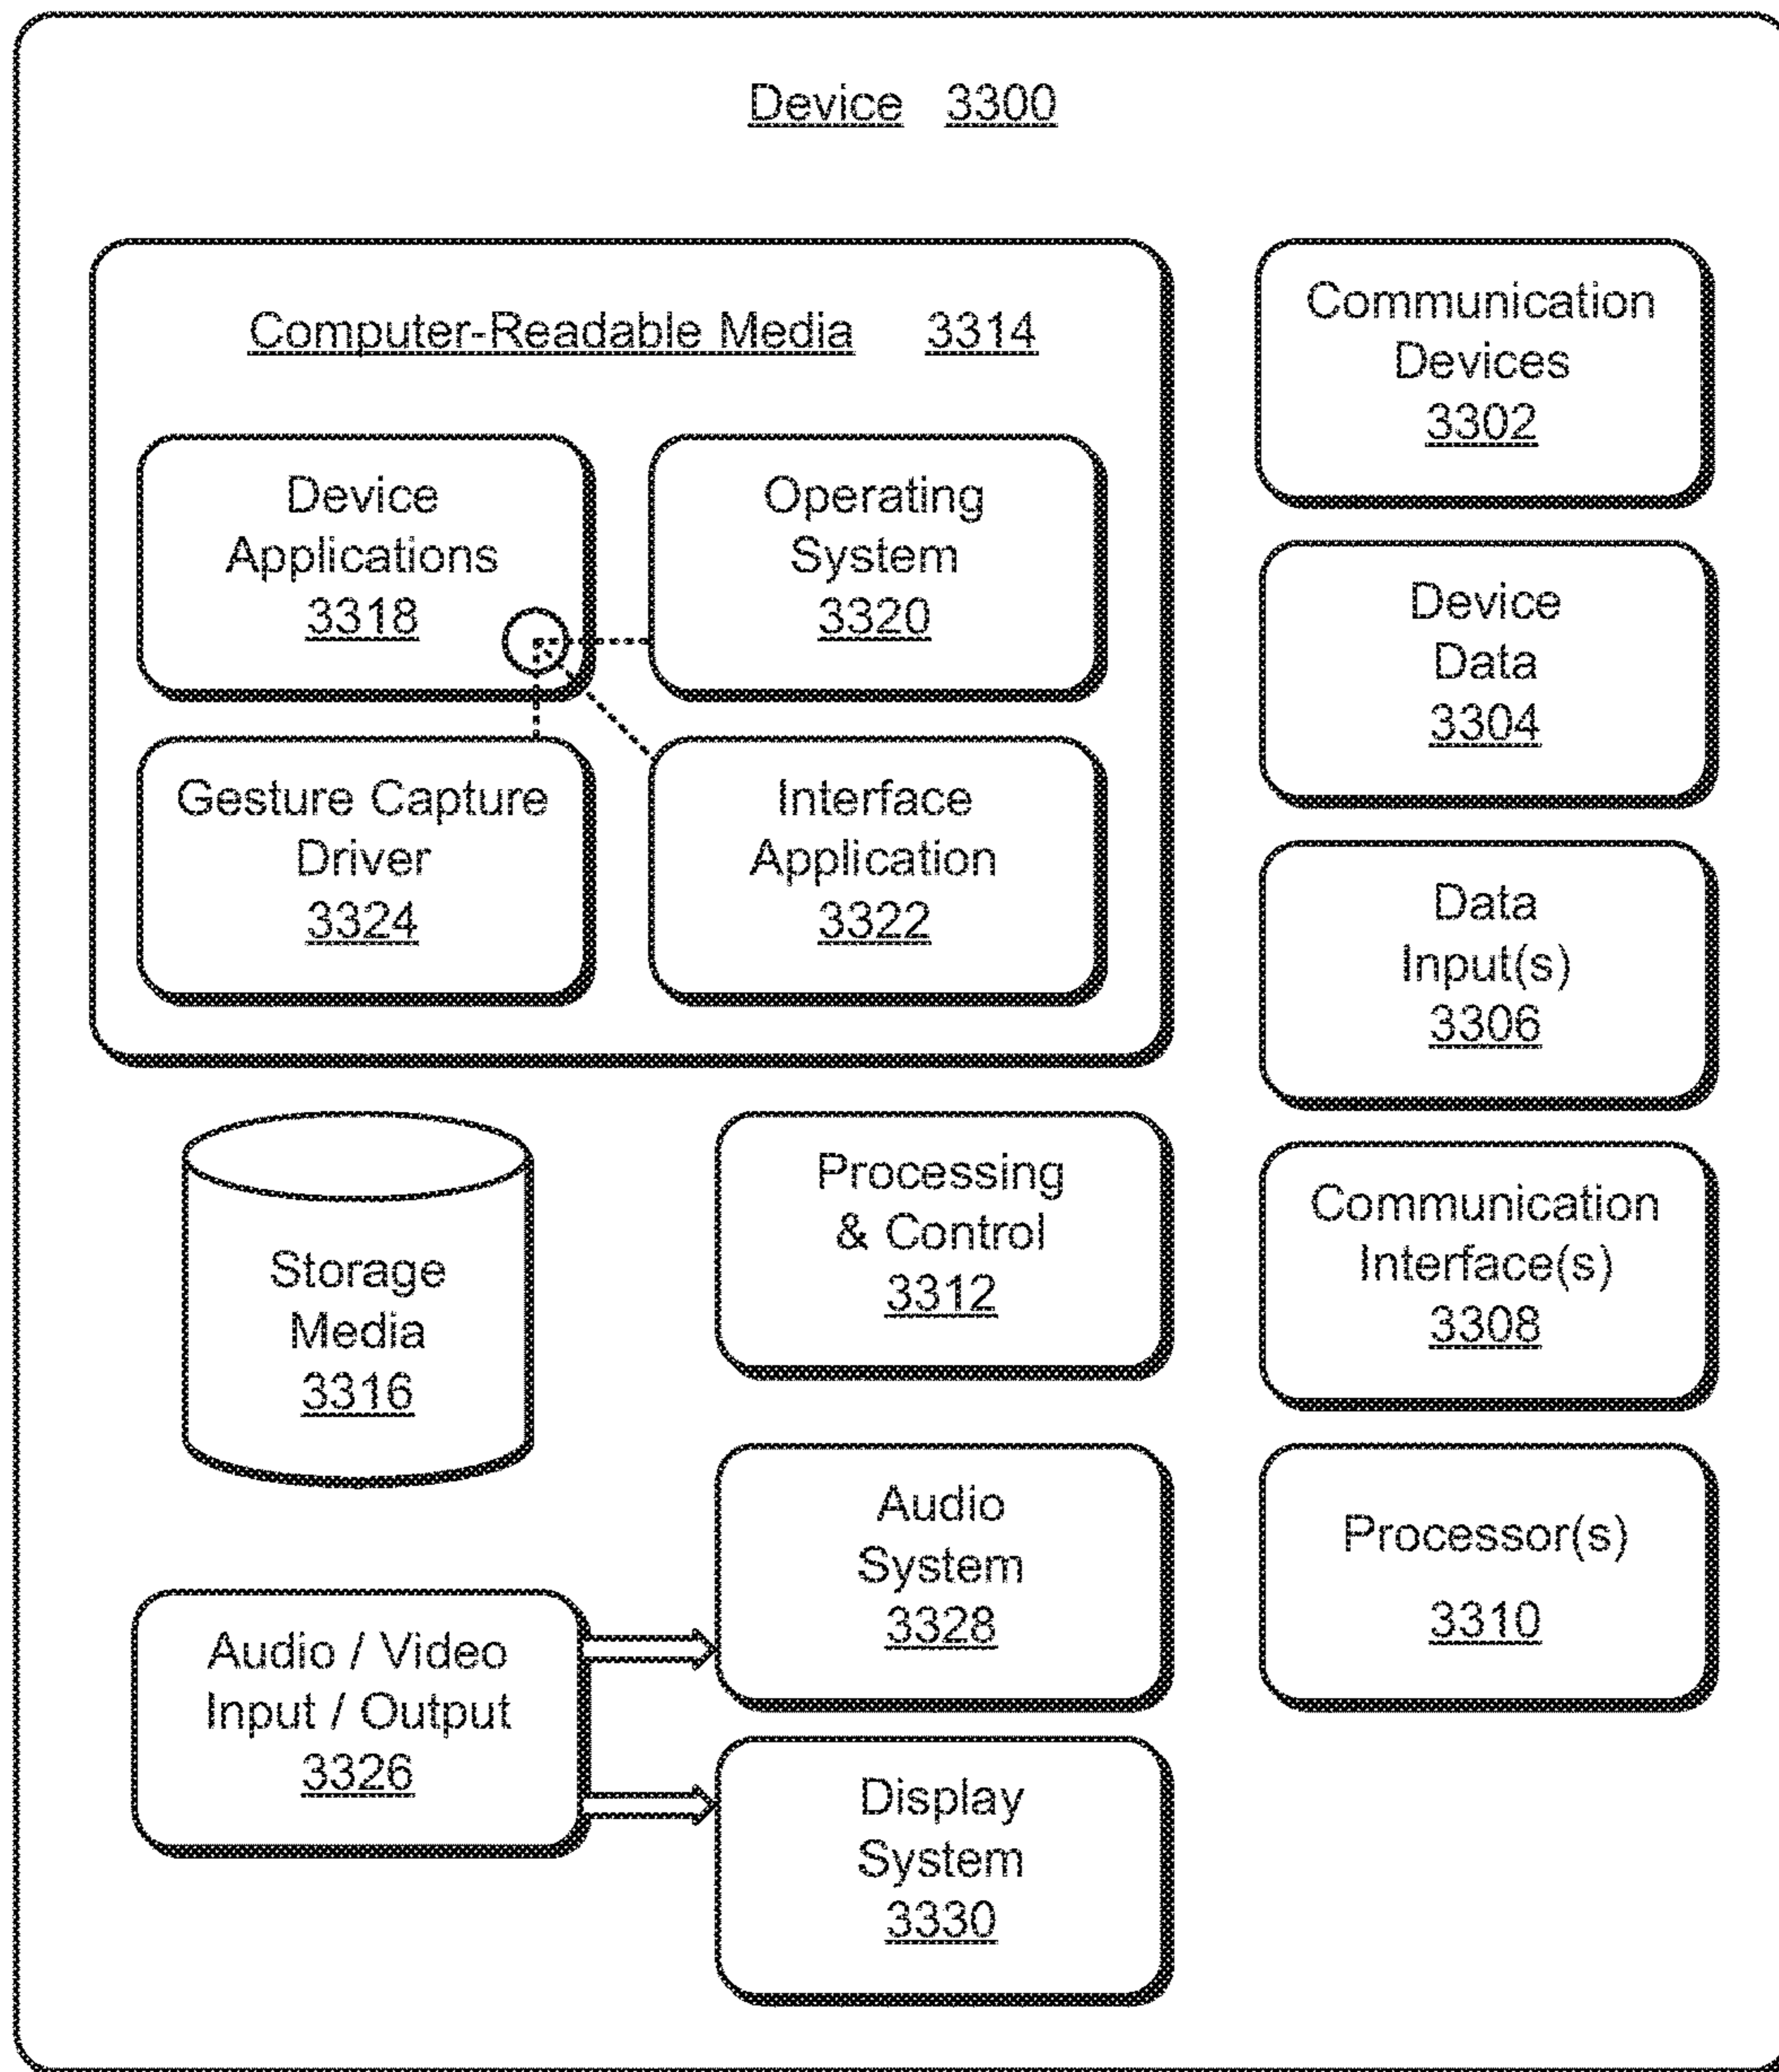 Device 3300
Computer-Readable Media 3314
Device
Applications
3318
Operating
System
3320
Gesture Capture
Driver
3324
Interface
Application
3322
Storage
Media
3316
Processing
& Control
3312
Audio / Video
Input / Output
3326
Audio
System
3328
Display
System
3330
Communication
Devices
3302
Device
Data
3304
Data
Input(s)
3306
Communication
Interface(s)
3308
Processor(s)
3310